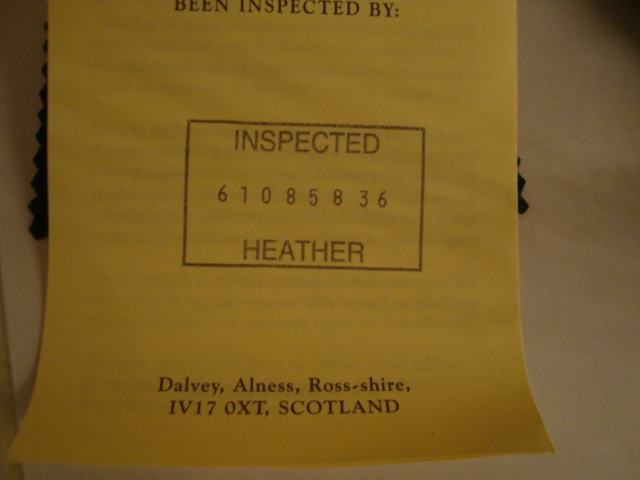 BEEN INSPECTED BY:
INSPECTED
61085836
HEATHER
Dalvey, Alness, Ross-shire,
IV17 0XT, SCOTLAND